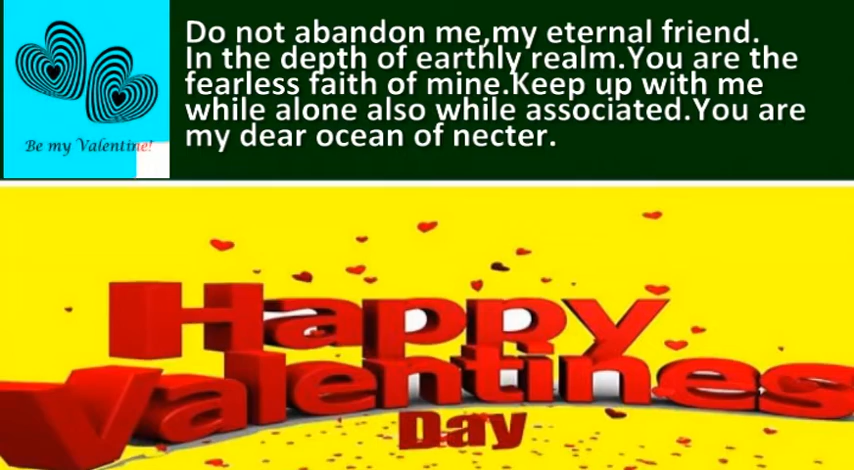 Do not abandon me,my eternal friend.
In the depth of earthly realm.You are the
fearless faith of mine.Keep up with me
while alone also while associated.You are
my dear ocean of necter.
Be my Valentine!
Happy
Valentines
Day